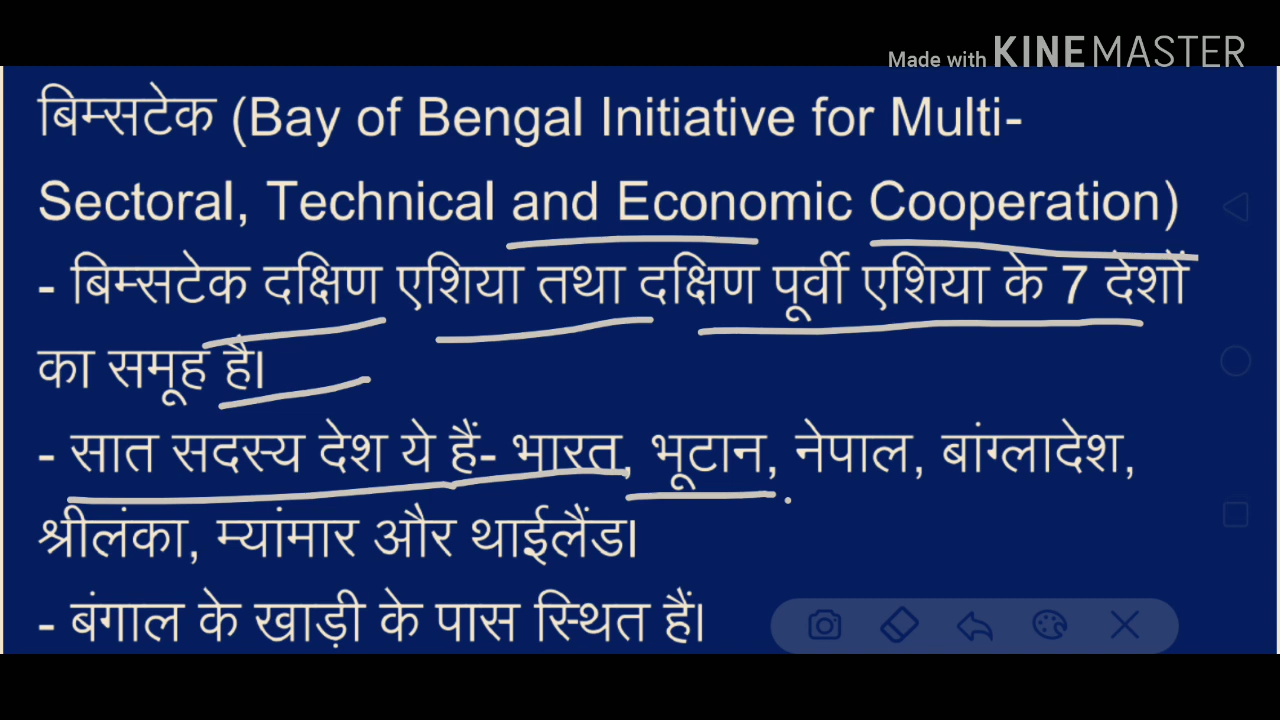 Made with KINEMASTER
बिम्सटेक (Bay of Bengal Initiative for Multi-
Sectoral, Technical and Economic Cooperation)
- बिम्सटेक दक्षिण एशिया तथा दक्षिण पूर्वी एशिया के 7 देशों
का समूह है।
- सात सदस्य देश ये हैं- भारत, भूटान, नेपाल, बांग्लादेश,
श्रीलंका, म्यांमार और थाईलैंड।
- बंगाल के खाड़ी के पास स्थित हैं।